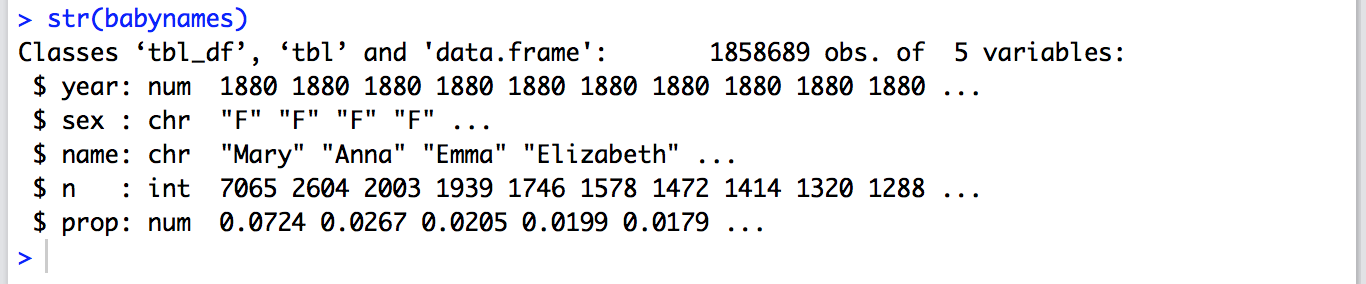 > str(babynames)
Classes ‘tbl_df’, ‘tbl’ and 'data.frame':	1858689 obs. of  5 variables:
 $ year: num  1880 1880 1880 1880 1880 1880 1880 1880 1880 1880 ...
 $ sex : chr  "F" "F" "F" "F" ...
 $ name: chr  "Mary" "Anna" "Emma" "Elizabeth" ...
 $ n   : int  7065 2604 2003 1939 1746 1578 1472 1414 1320 1288 ...
 $ prop: num  0.0724 0.0267 0.0205 0.0199 0.0179 ...
>